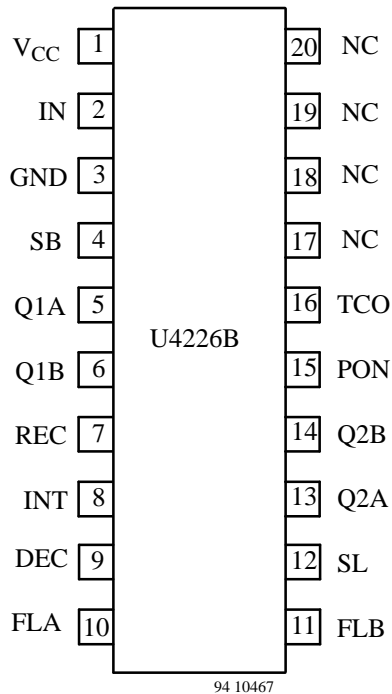 VCC 1 20 NC
IN 2 19 NC
GND 3 18 NC
SB 4 17 NC
Q1A 5 16 TCO
U4226B
Q1B 6 15 PON
REC 7 14 Q2B
INT 8 13 Q2A
DEC 9 12 SL
FLA 10 11 FLB
94 10467